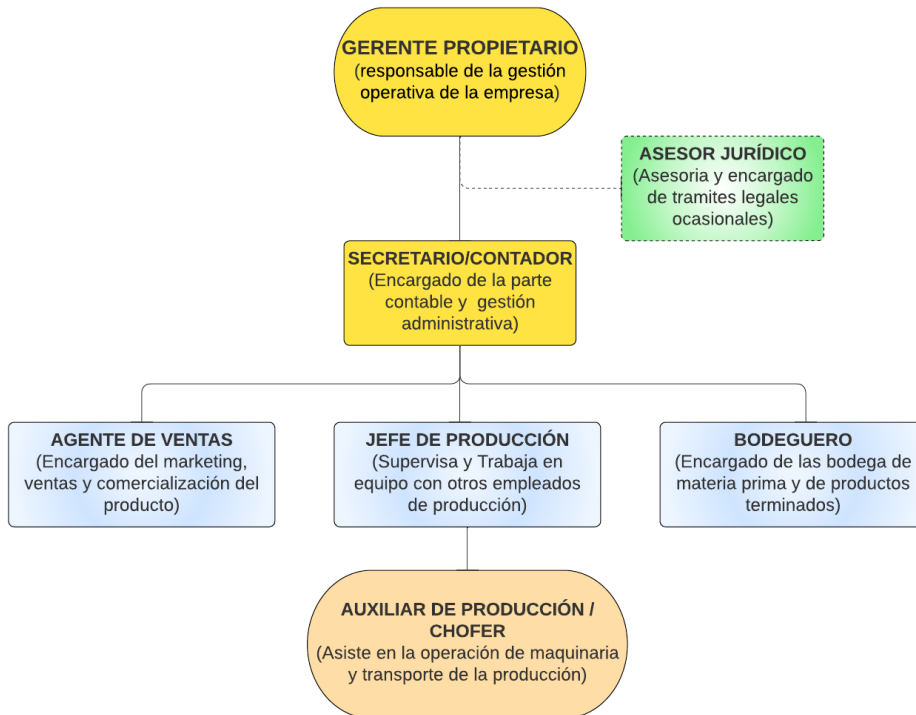 GERENTE PROPIETARIO
(responsable de la gestión
operativa de la empresa)
ASESOR JURÍDICO
(Asesoria y encargado
de tramites legales
ocasionales)
SECRETARIO/CONTADOR
(Encargado de la parte
contable y  gestión
administrativa)
AGENTE DE VENTAS
(Encargado del marketing,
ventas y comercialización del
producto)
JEFE DE PRODUCCIÓN
(Supervisa y Trabaja en
equipo con otros empleados
de producción)
BODEGUERO
(Encargado de las bodega de
materia prima y de productos
terminados)
AUXILIAR DE PRODUCCIÓN /
CHOFER
(Asiste en la operación de maquinaria
y transporte de la producción)